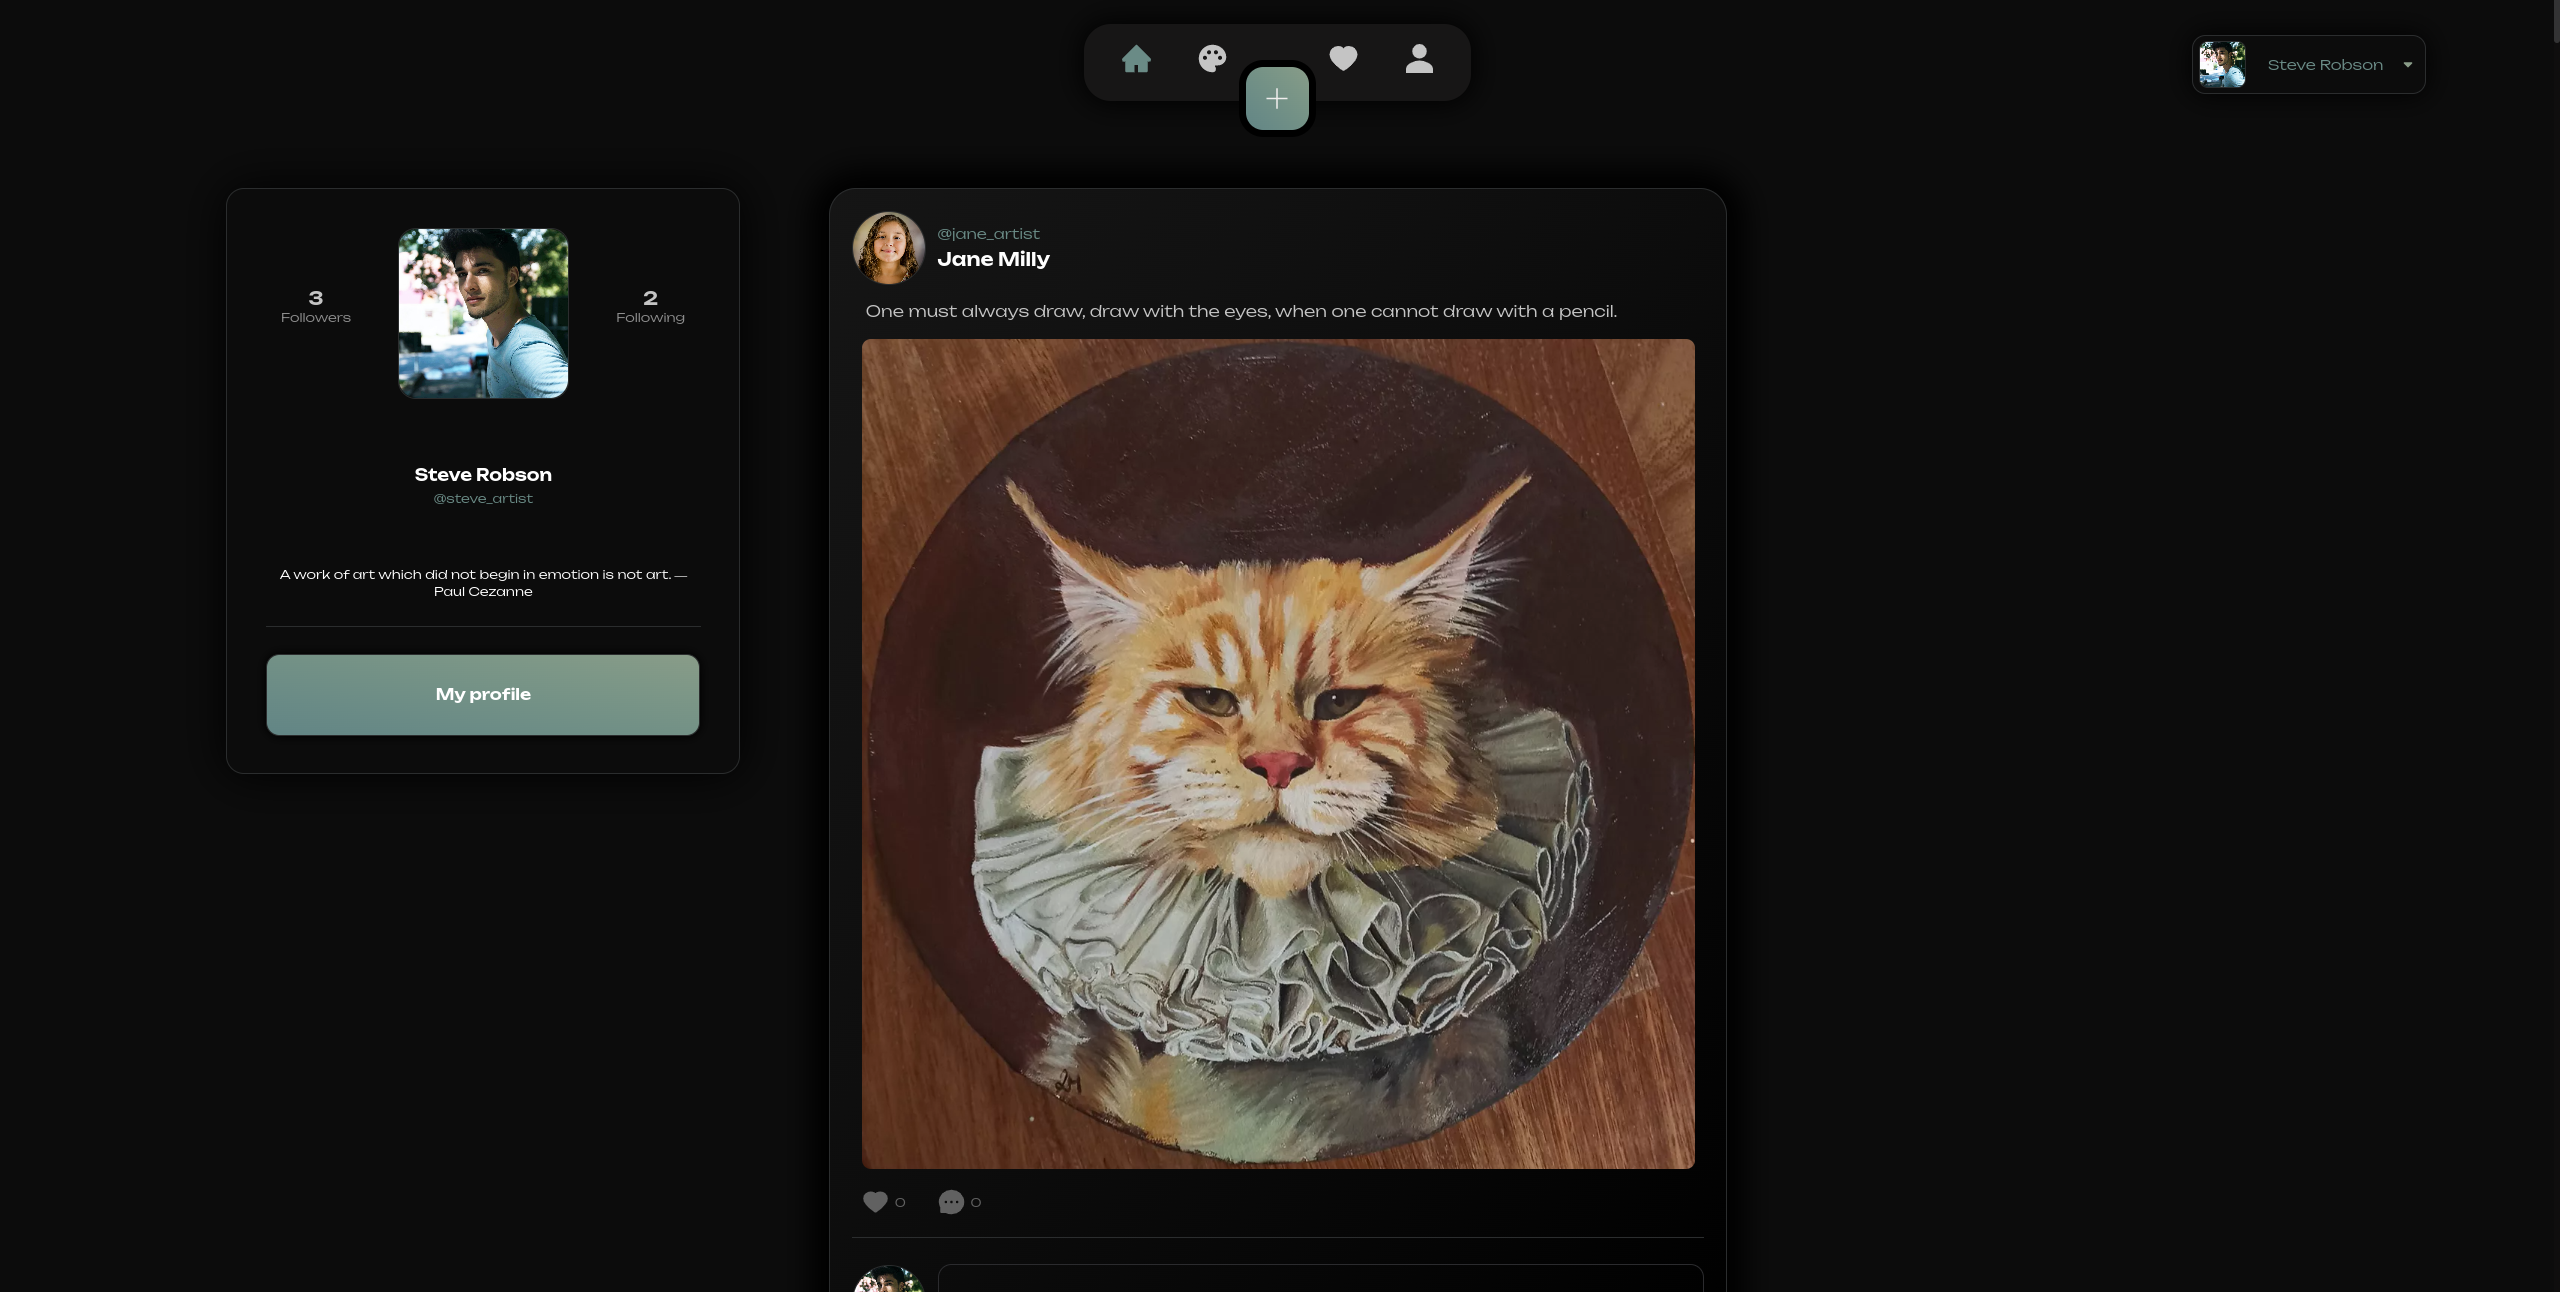 Steve Robson
3
Followers
2
Following
Steve Robson
@steve_artist
A work of art which did not begin in emotion is not art. —
Paul Cezanne
My profile
@jane_artist
Jane Milly
One must always draw, draw with the eyes, when one cannot draw with a pencil.
0
0